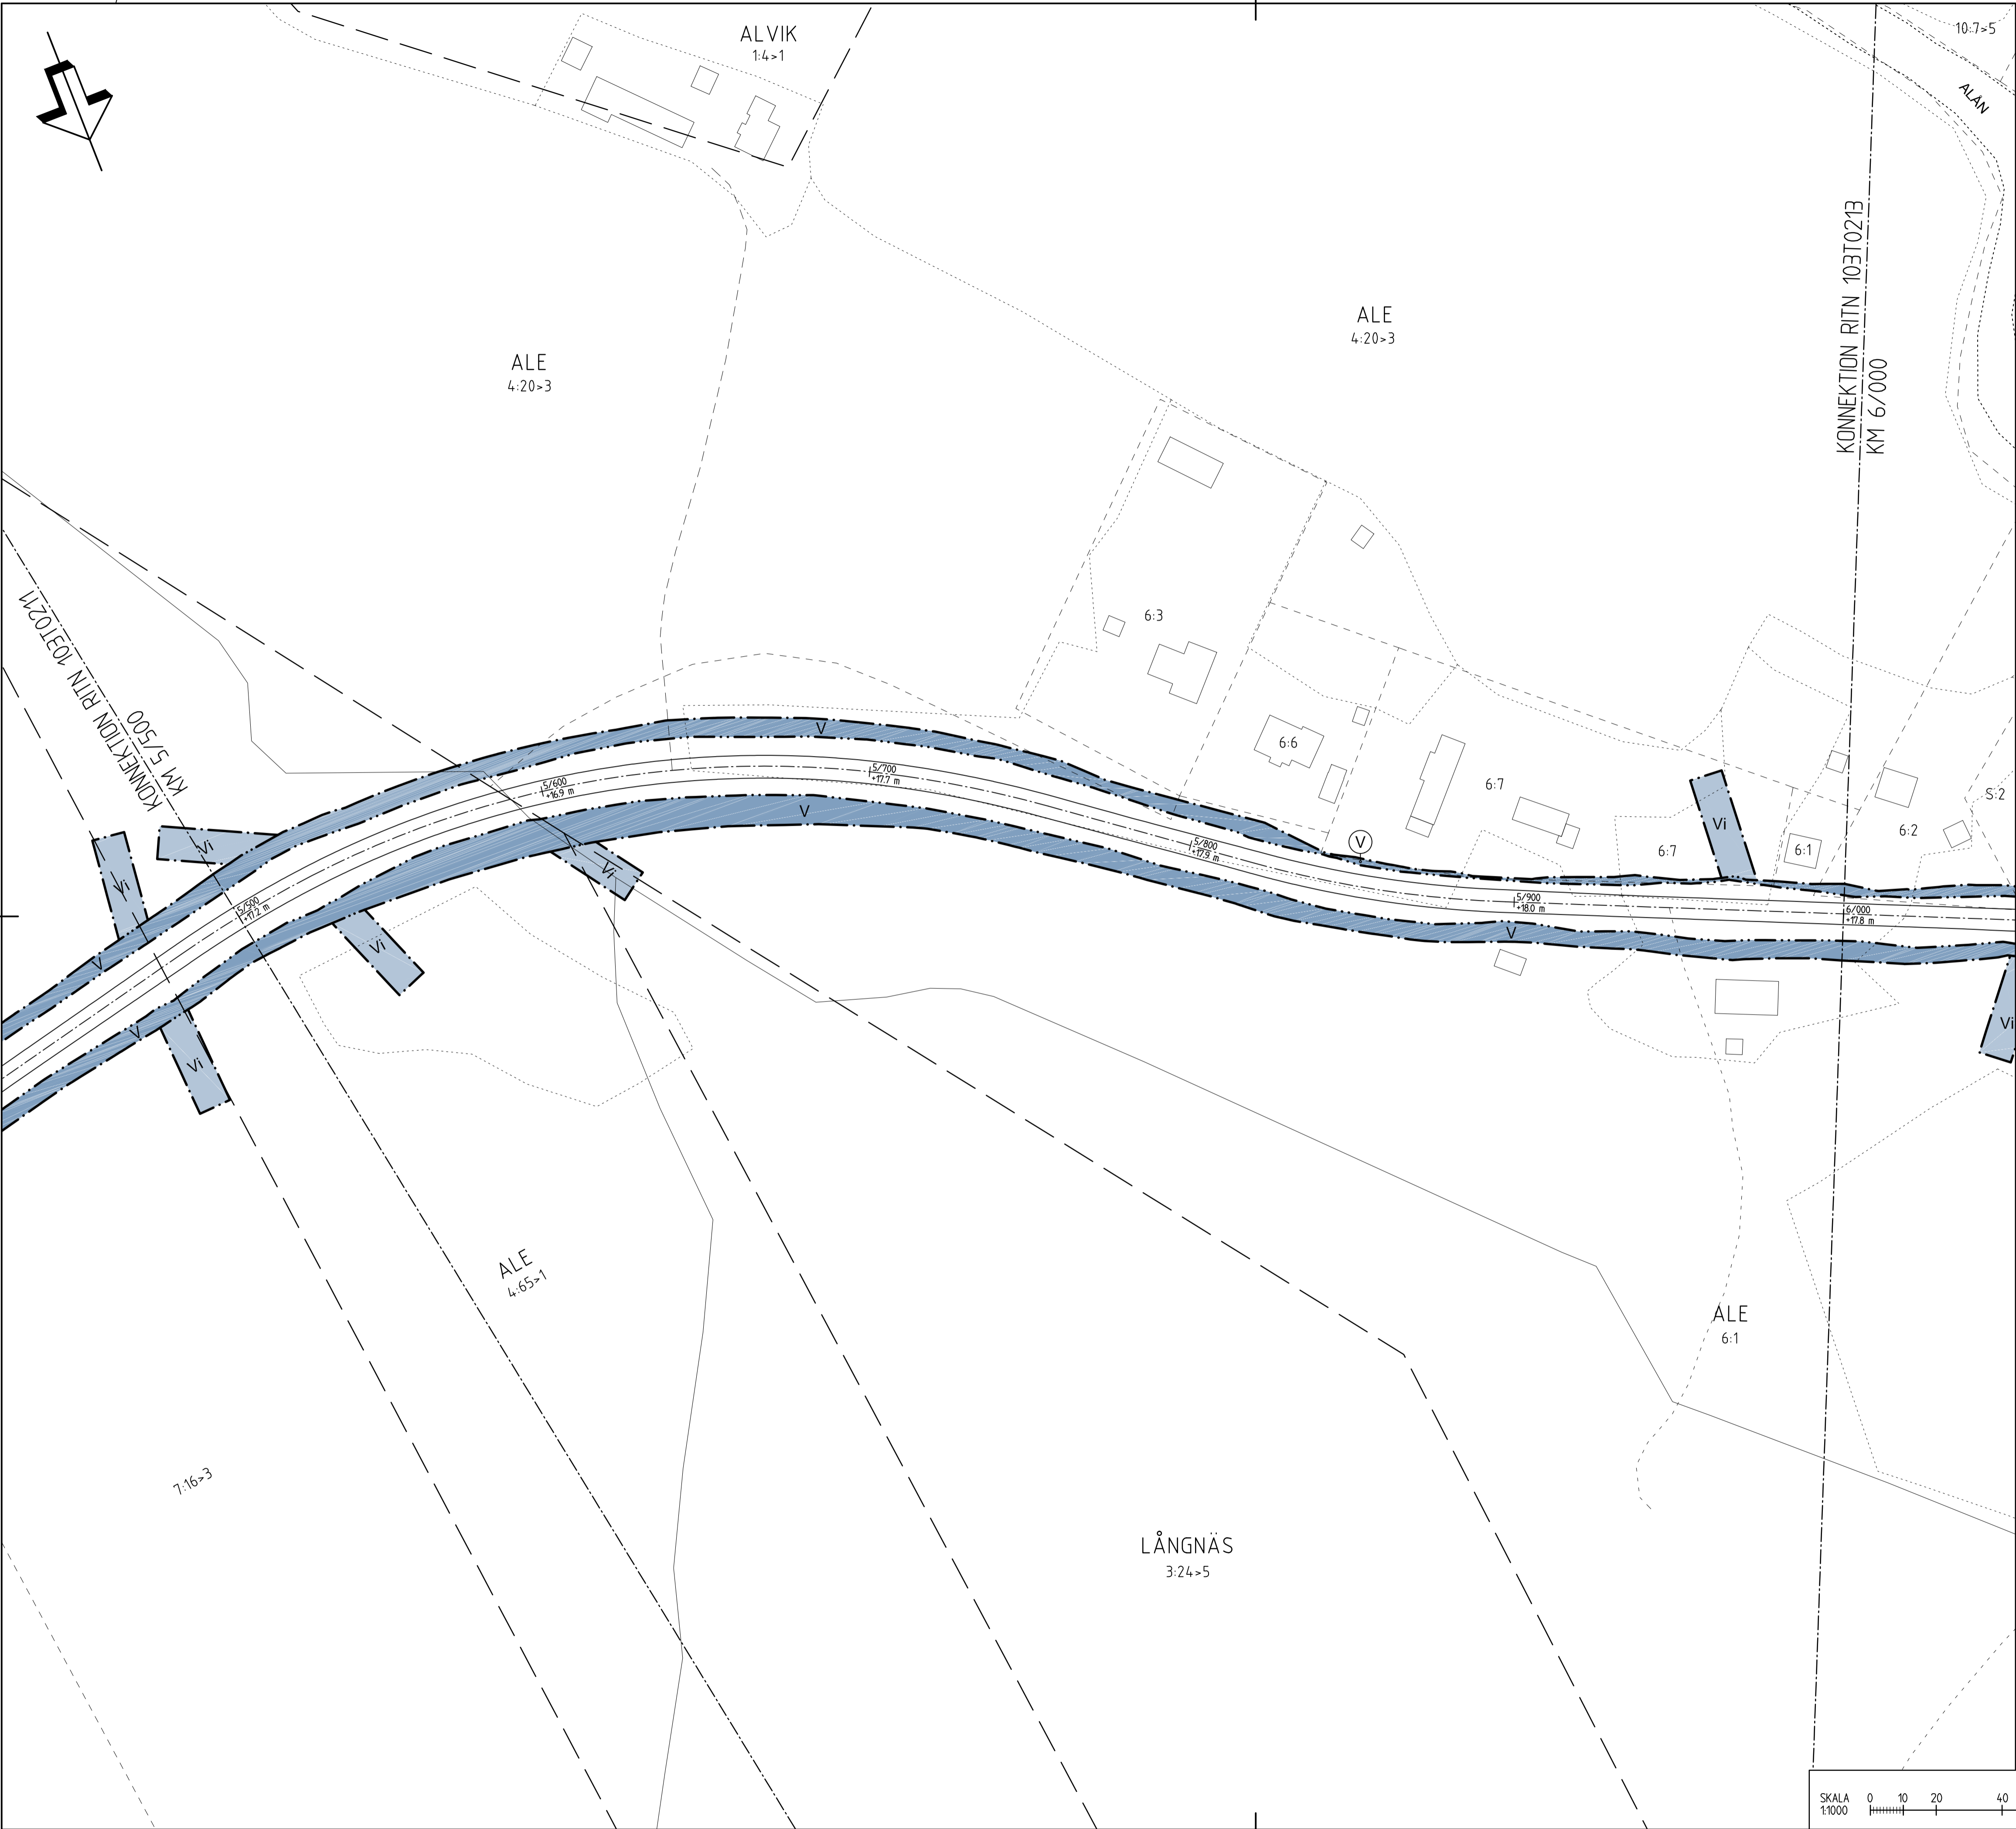 ALVIK
1:4>1
10:7>5
ALÅN
KONNEKTION RITN 103T0213
KM 6/000
ALE
4:20>3
ALE
4:20>3
KONNEKTION RITN 103T0211
KM 5/500
6:3
6:6
6:7
6:7
6:1
6:2
S:2
V
V
V
V
V
V
Vi
Vi
Vi
Vi
Vi
Vi
Vi
5/500
+17.2 m
5/600
+16.9 m
5/700
+17.7 m
5/800
+17.9 m
5/900
+18.0 m
6/000
+17.8 m
ALE
4:65>1
ALE
6:1
7:16>3
LÅNGNÄS
3:24>5
SKALA
1:1000
0 10 20 40